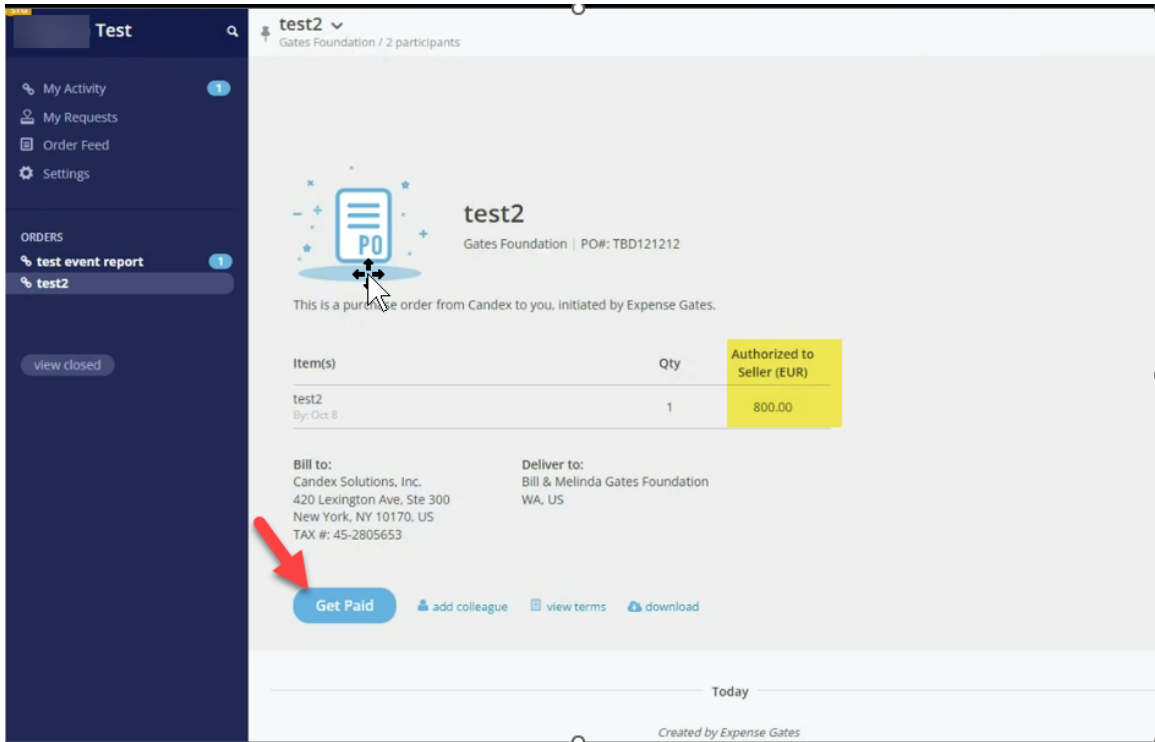 STG
Test
My Activity 1
My Requests
Order Feed
Settings
ORDERS
test event report 1
test2
view closed
test2
Gates Foundation / 2 participants
PO
test2
Gates Foundation | PO#: TBD121212
This is a purchase order from Candex to you, initiated by Expense Gates.
Item(s) Qty Authorized to
Seller (EUR)
test2 1 800.00
By: Oct 8
Bill to:
Candex Solutions, Inc.
420 Lexington Ave, Ste 300
New York, NY 10170, US
TAX #: 45-2805653
Deliver to:
Bill & Melinda Gates Foundation
WA, US
Get Paid add colleague view terms download
Today
Created by Expense Gates